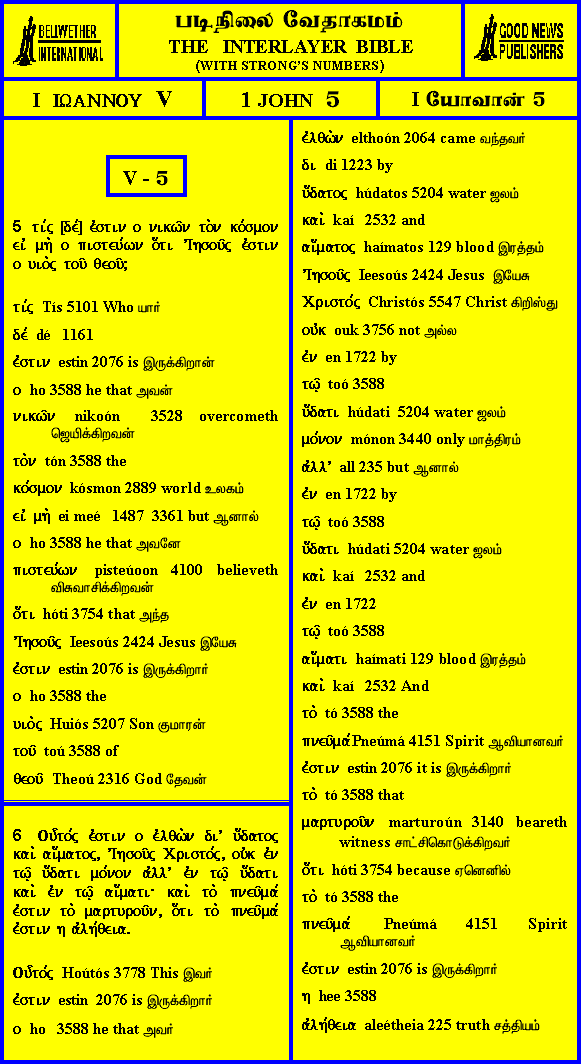 BELLWETHER
INTERNATIONAL
படிநிலை வேதாகமம்
THE INTERLAYER BIBLE
(WITH STRONG'S NUMBERS)
GOOD NEWS
PUBLISHERS
I ΙΩΑΝΝΟΥ V
1 JOHN 5
I யோவான் 5
V - 5
5 τίς [δέ] ἐστιν ο νικῶν τὸν κόσμον
εἰ μὴ ο πιστεύων ὅτι Ἰησοῦς ἐστιν
ο υιὸς τοῦ θεοῦ;
τίς Tís 5101 Who யார்
δέ dé 1161
ἐστιν estin 2076 is இருக்கிறான்
ο ho 3588 he that அவன்
νικῶν nikoón 3528 overcometh
ஜெயிக்கிறவன்
τὸν tón 3588 the
κόσμον kósmon 2889 world உலகம்
εἰ μὴ ei meé 1487 3361 but ஆனால்
ο ho 3588 he that அவனே
πιστεύων pisteúoon 4100 believeth
விசுவாசிக்கிறவன்
ὅτι hóti 3754 that அந்த
Ἰησοῦς Ieesoús 2424 Jesus இயேசு
ἐστιν estin 2076 is இருக்கிறார்
ο ho 3588 the
υιὸς Huiós 5207 Son குமாரன்
τοῦ toú 3588 of
θεοῦ Theoú 2316 God தேவன்
6 Οὗτός ἐστιν ο ἐλθὼν δι' ὕδατος
καὶ αἵματος, Ἰησοῦς Χριστός, οὐκ ἐν
τῷ ὕδατι μόνον ἀλλ' ἐν τῷ ὕδατι
καὶ ἐν τῷ αἵματι· καὶ τὸ πνεῦμά
ἐστιν τὸ μαρτυροῦν, ὅτι τὸ πνεῦμά
ἐστιν η ἀλήθεια.
Οὗτός Hoútós 3778 This இவர்
ἐστιν estin 2076 is இருக்கிறார்
ο ho 3588 he that அவர்
ἐλθὼν elthoón 2064 came வந்தவர்
δι di 1223 by
ὕδατος húdatos 5204 water ஜலம்
καὶ kaí 2532 and
αἵματος haímatos 129 blood இரத்தம்
Ἰησοῦς Ieesoús 2424 Jesus இயேசு
Χριστός Christós 5547 Christ கிறிஸ்து
οὐκ ouk 3756 not அல்ல
ἐν en 1722 by
τῷ toó 3588
ὕδατι húdati 5204 water ஜலம்
μόνον mónon 3440 only மாத்திரம்
ἀλλ' all 235 but ஆனால்
ἐν en 1722 by
τῷ toó 3588
ὕδατι húdati 5204 water ஜலம்
καὶ kaí 2532 and
ἐν en 1722
τῷ toó 3588
αἵματι haímati 129 blood இரத்தம்
καὶ kaí 2532 And
τὸ tó 3588 the
πνεῦμά Pneúmá 4151 Spirit ஆவியானவர்
ἐστιν estin 2076 it is இருக்கிறார்
τὸ tó 3588 that
μαρτυροῦν marturoún 3140 beareth
witness சாட்சிகொடுக்கிறவர்
ὅτι hóti 3754 because ஏனெனில்
τὸ tó 3588 the
πνεῦμά Pneúmá 4151 Spirit
ஆவியானவர்
ἐστιν estin 2076 is இருக்கிறார்
η hee 3588
ἀλήθεια aleétheia 225 truth சத்தியம்